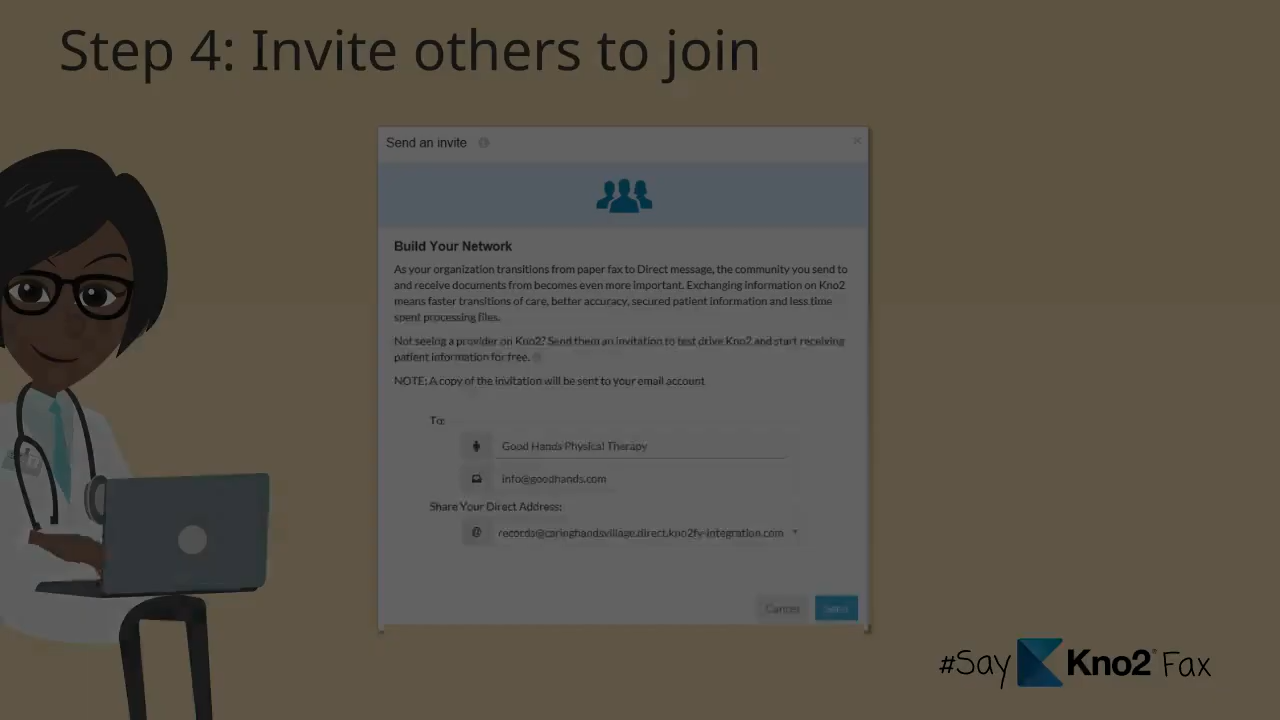 Step 4: Invite others to join
Send an invite
Build Your Network
As your organization transitions from paper fax to Direct message, the community you send to
and receive documents from becomes even more important. Exchanging information on Kno2
means faster transitions of care, better accuracy, secured patient information and less time
spent processing files.
Not seeing a provider on Kno2? Send them an invitation to test drive Kno2 and start receiving
patient information for free.
NOTE: A copy of the invitation will be sent to your email account
To:
Good Hands Physical Therapy
info@goodhands.com
Share Your Direct Address:
@ records@caringhandsvillage.direct.kno2fy-integration.com
Cancel Send
#Say Kno2® Fax